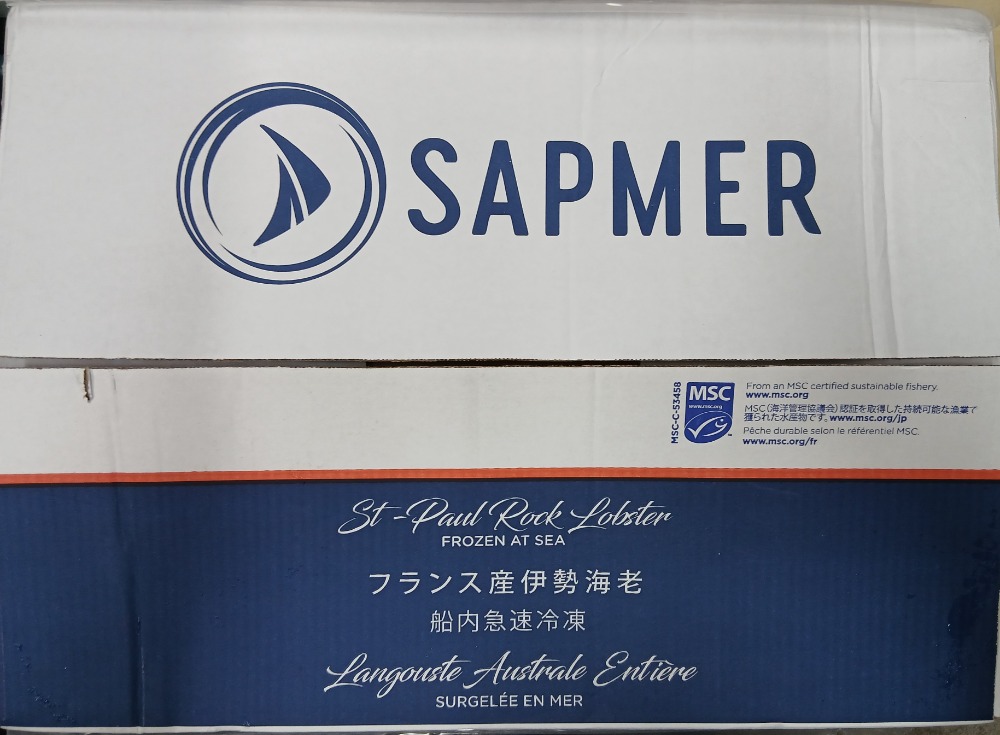 SAPMER
MSC-C-53458
MSC
www.msc.org
From an MSC certified sustainable fishery.
www.msc.org
MSC(海洋管理協議会)認証を取得した持続可能な漁業で
獲られた水産物です。www.msc.org/jp
Pêche durable selon le référentiel MSC.
www.msc.org/fr
St-Paul Rock Lobster
FROZEN AT SEA
フランス産伊勢海老
船内急速冷凍
Langouste Australe Entière
SURGELÉE EN MER